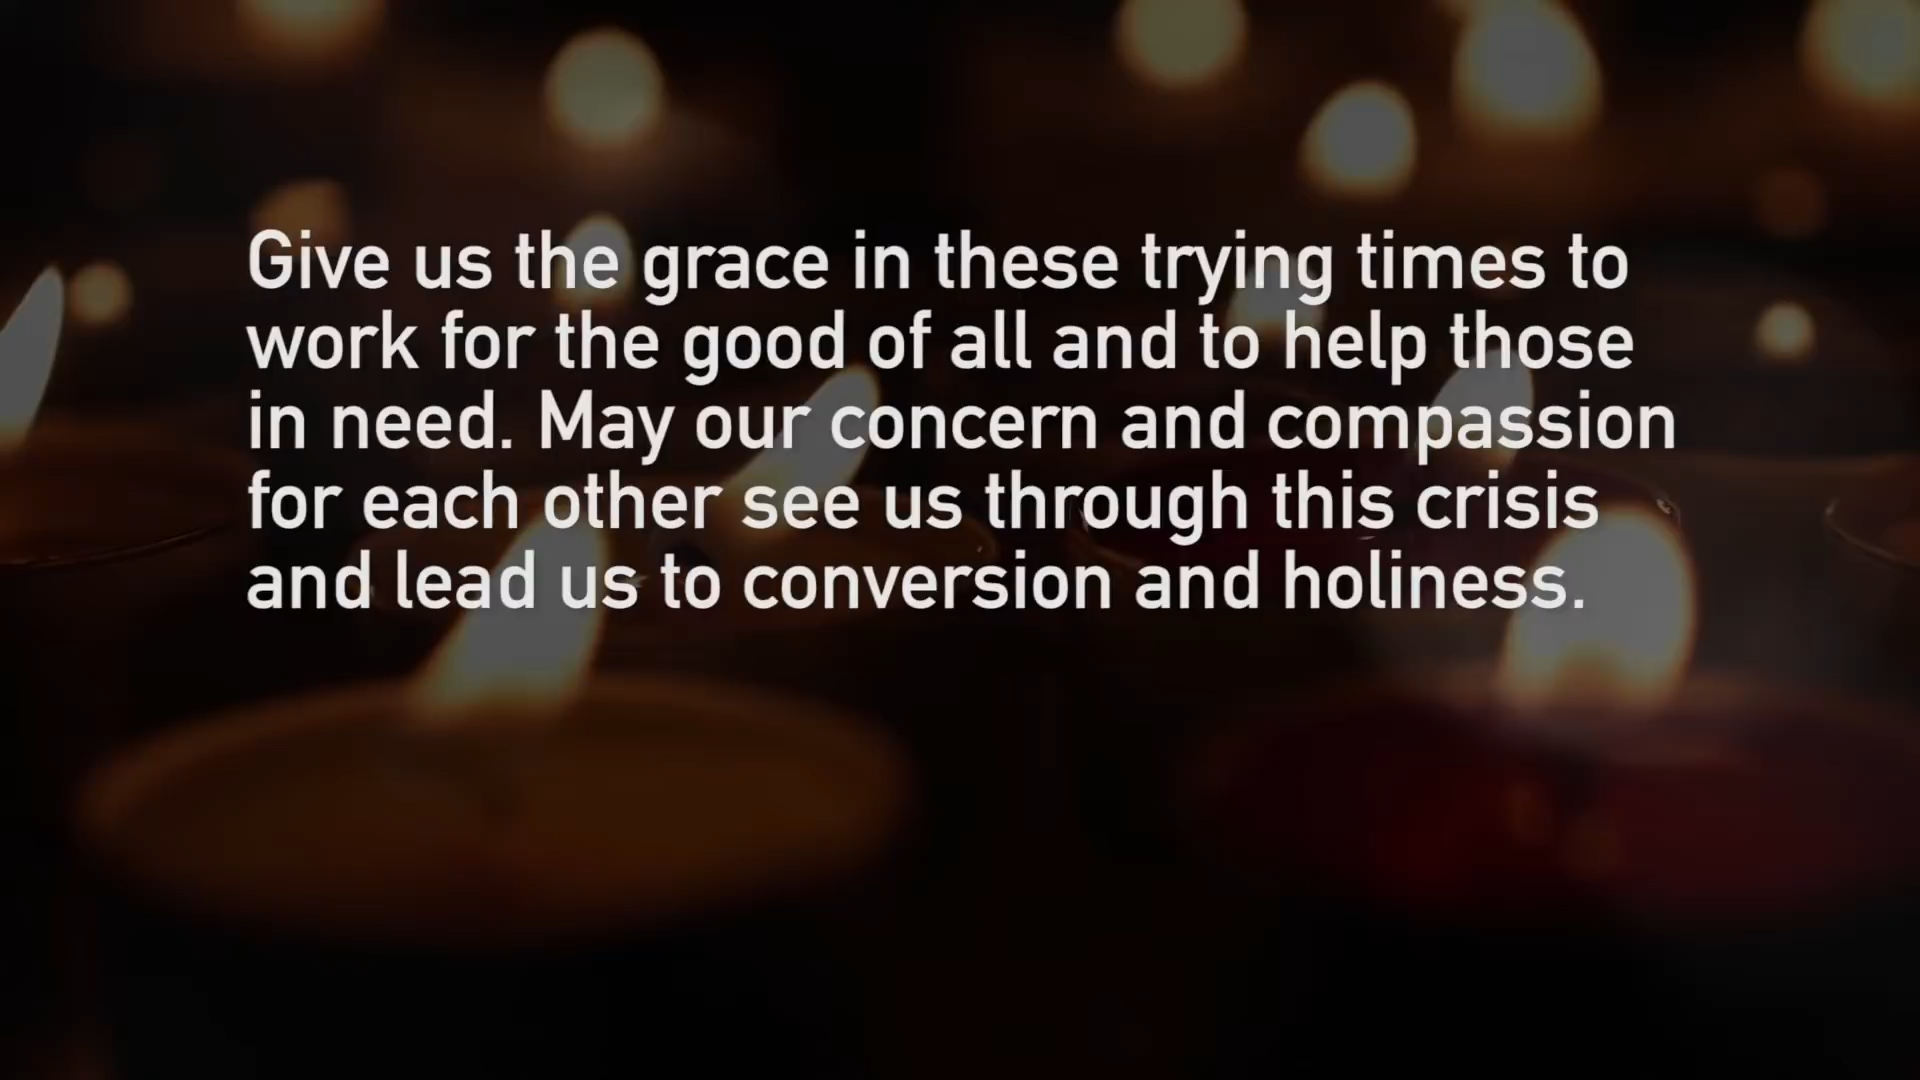 Give us the grace in these trying times to
work for the good of all and to help those
in need. May our concern and compassion
for each other see us through this crisis
and lead us to conversion and holiness.